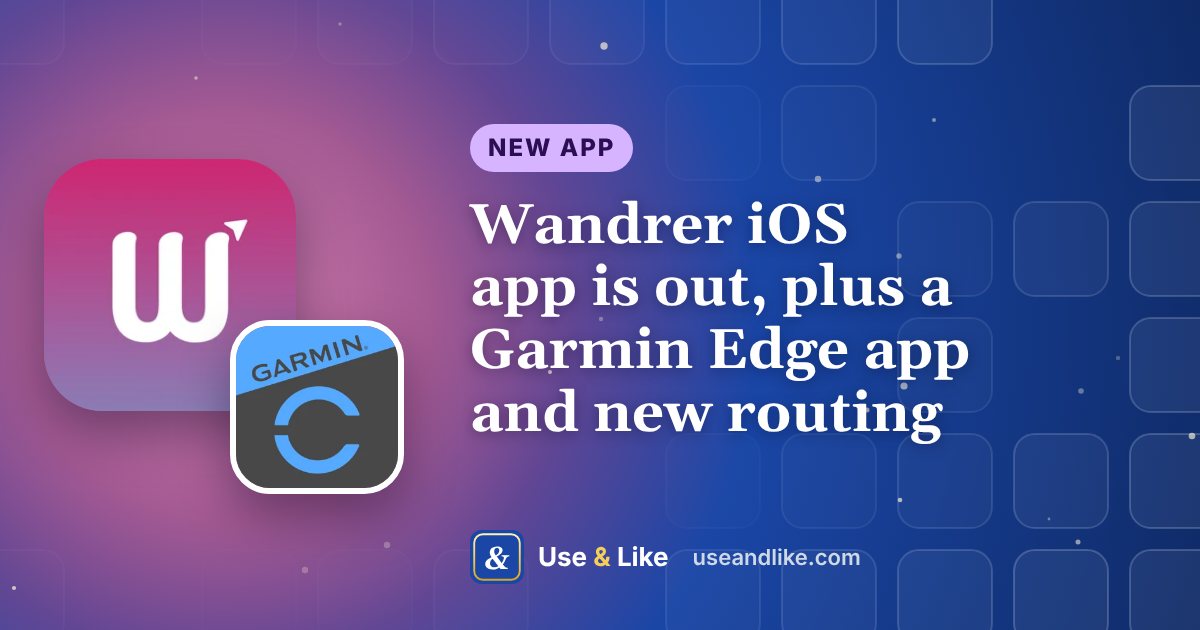 NEW APP
Wandrer iOS
app is out, plus a
Garmin Edge app
and new routing
w
GARMIN
& Use & Like useandlike.com